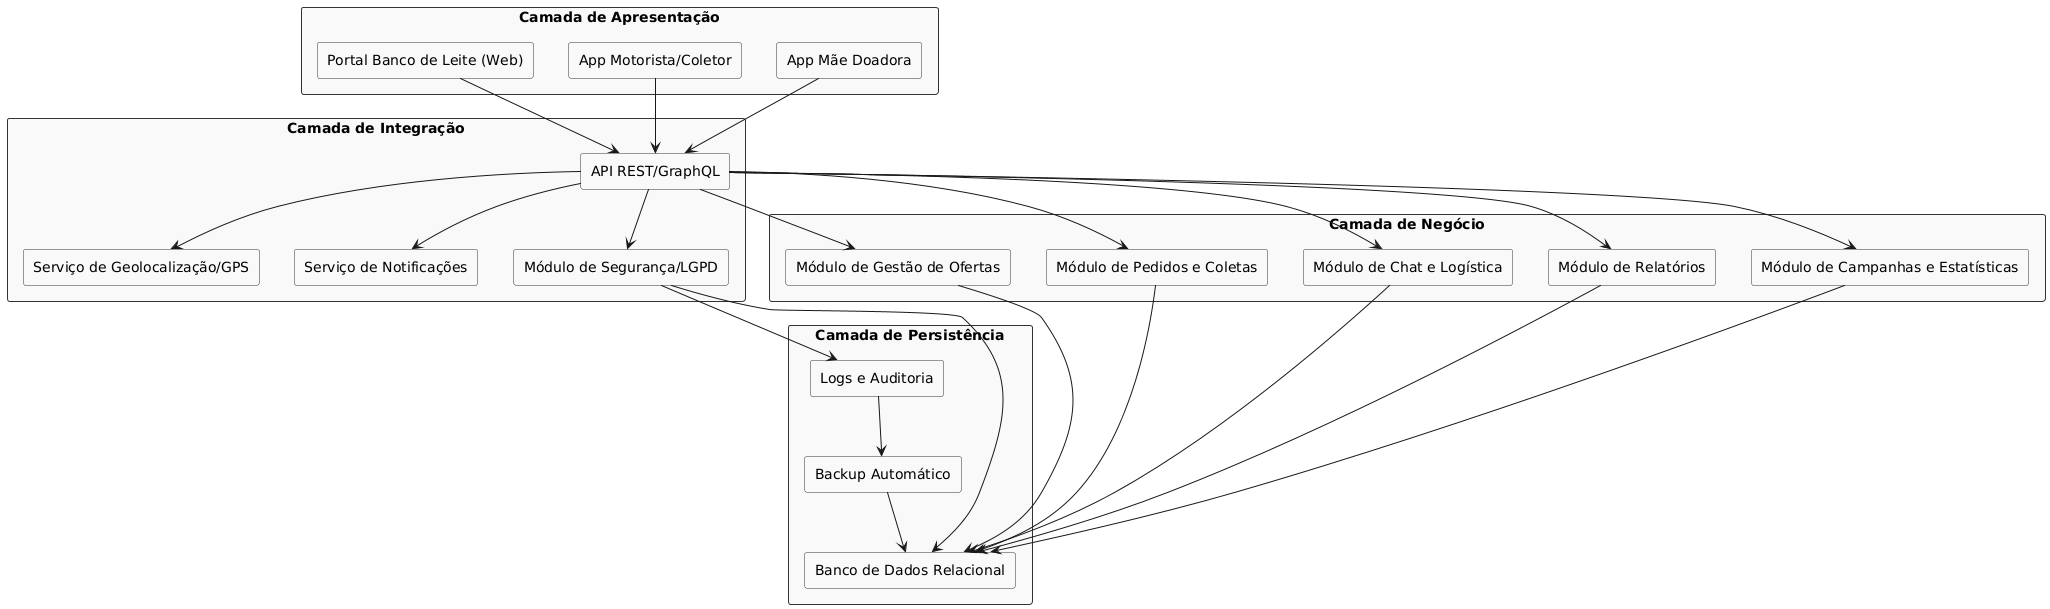 Camada de Apresentação
Portal Banco de Leite (Web)
App Motorista/Coletor
App Mãe Doadora
Camada de Integração
API REST/GraphQL
Serviço de Geolocalização/GPS
Serviço de Notificações
Módulo de Segurança/LGPD
Camada de Negócio
Módulo de Gestão de Ofertas
Módulo de Pedidos e Coletas
Módulo de Chat e Logística
Módulo de Relatórios
Módulo de Campanhas e Estatísticas
Camada de Persistência
Logs e Auditoria
Backup Automático
Banco de Dados Relacional